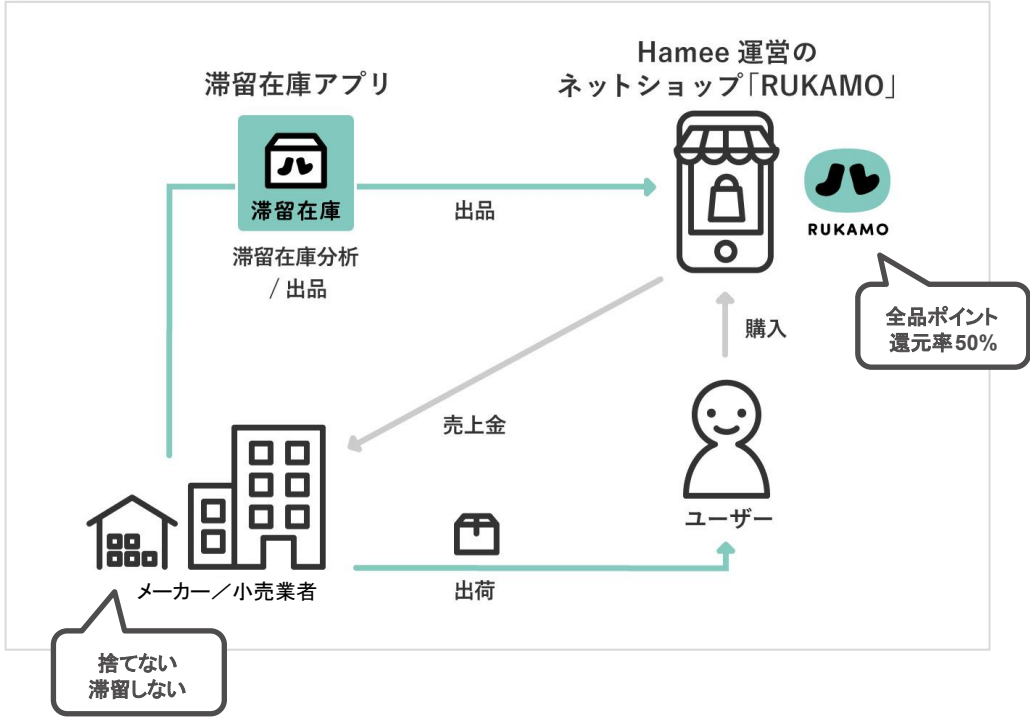 滞留在庫アプリ
Hamee 運営の
ネットショップ「RUKAMO」
滞留在庫
滞留在庫分析
/ 出品
出品
RUKAMO
全品ポイント
還元率50%
購入
売上金
ユーザー
出荷
メーカー／小売業者
捨てない
滞留しない